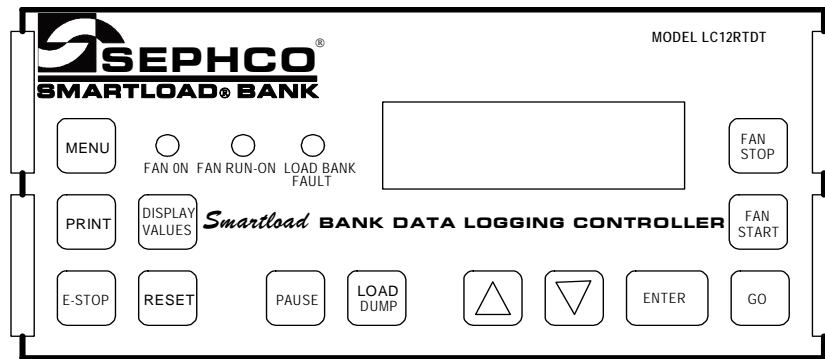 SEPHCO®
SMARTLOAD® BANK
MODEL LC12RTDT
MENU
FAN 0N
FAN RUN-ON
LOAD BANK
FAULT
FAN
STOP
PRINT
DISPLAY
VALUES
Smartload BANK DATA LOGGING CONTROLLER
FAN
START
E-STOP
RESET
PAUSE
LOAD
DUMP
ENTER
GO